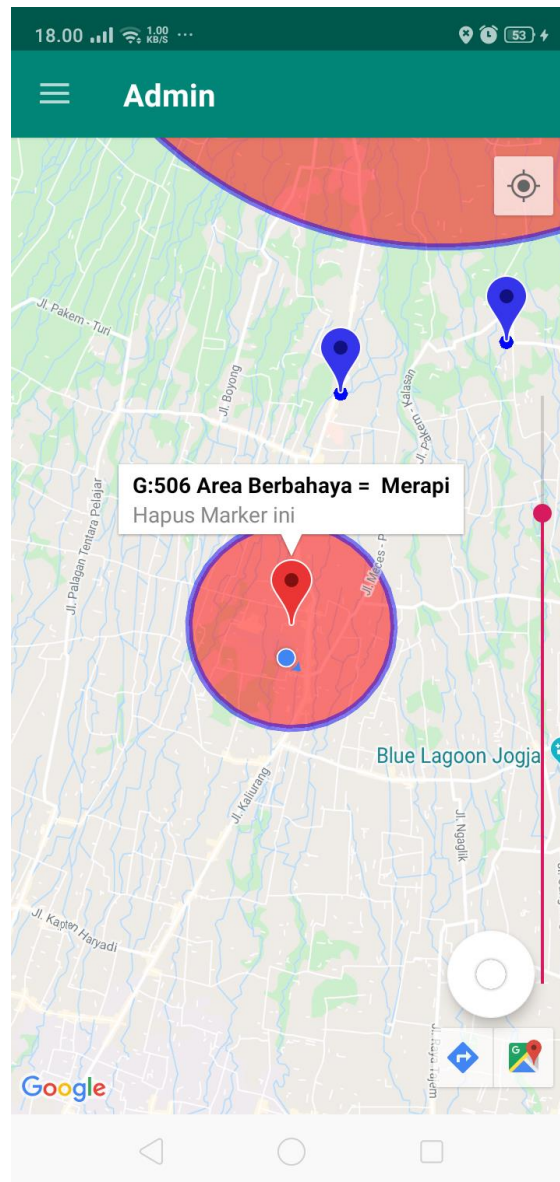 18.00 1.00 KB/S ··· 53
Admin
Jl. Pakem - Turi
Jl. Boyong
Jl. Pakem - Kalasan
Jl. Palagan Tentara Pelajar
G:506 Area Berbahaya = Merapi
Hapus Marker ini
Blue Lagoon Jogja
Jl. Kaliurang
Jl. Ngaglik
Jl. Kapten Haryadi
Jl. Raya Tajem
Google